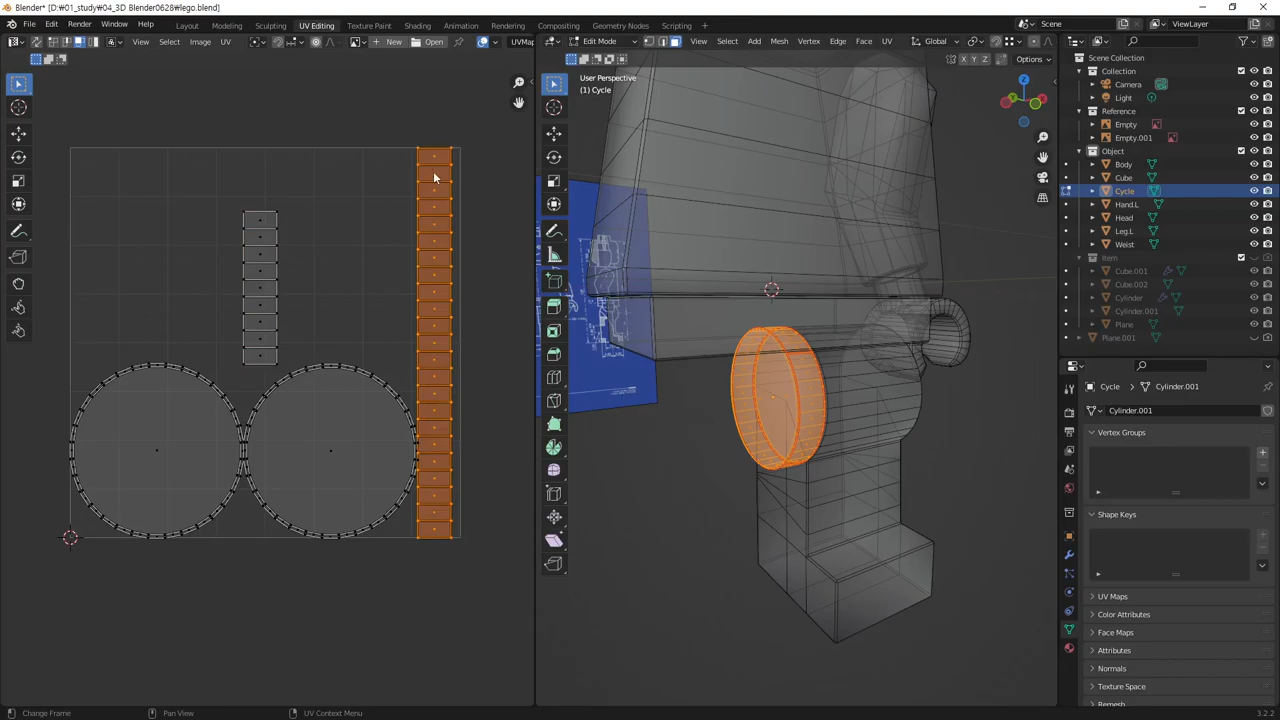 Blender* [D:₩01_study₩04_3D Blender0628₩lego.blend]
File Edit Render Window Help Layout Modeling Sculpting UV Editing Texture Paint Shading Animation Rendering Compositing Geometry Nodes Scripting Scene ViewLayer
View Select Image UV New Open UVMap Edit Mode View Select Add Mesh Vertex Edge Face UV Global
X Y Z Options
User Perspective
(1) Cycle
Scene Collection
Collection
Camera
Light
Reference
Empty
Empty.001
Object
Body
Cube
Cycle
Hand.L
Head
Leg.L
Weist
Item
Cube.001
Cube.002
Cylinder
Cylinder.001
Plane
Plane.001
Cycle Cylinder.001
Cylinder.001
Vertex Groups
Shape Keys
UV Maps
Color Attributes
Face Maps
Attributes
Normals
Texture Space
Remesh
Change Frame Pan View UV Context Menu 3.2.2